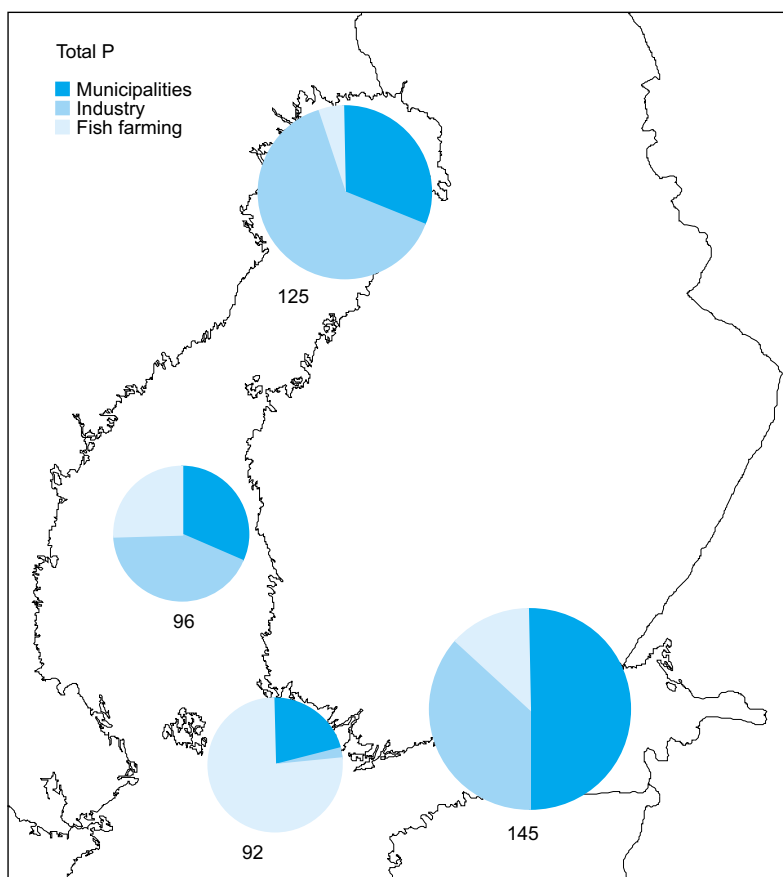 Total P
Municipalities
Industry
Fish farming
125
96
92
145